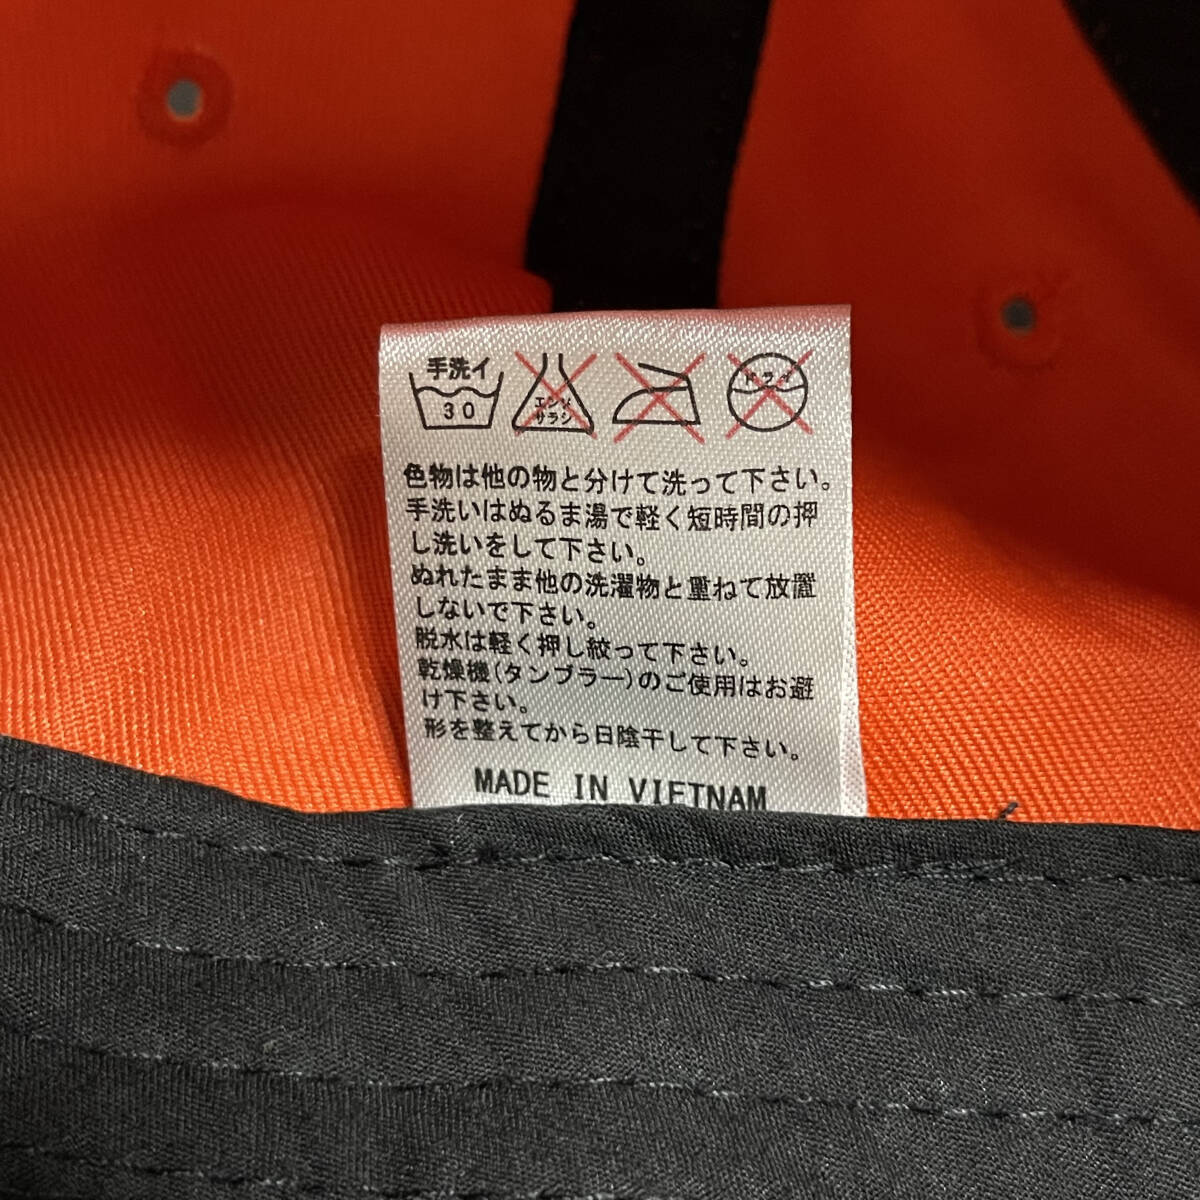 手洗イ
30
エンソ
サラシ
ドライ
色物は他の物と分けて洗って下さい。
手洗いはぬるま湯で軽く短時間の押
し洗いをして下さい。
ぬれたまま他の洗濯物と重ねて放置
しないで下さい。
脱水は軽く押し絞って下さい。
乾燥機(タンブラー)のご使用はお避
け下さい。
形を整えてから日陰干して下さい。
MADE IN VIETNAM